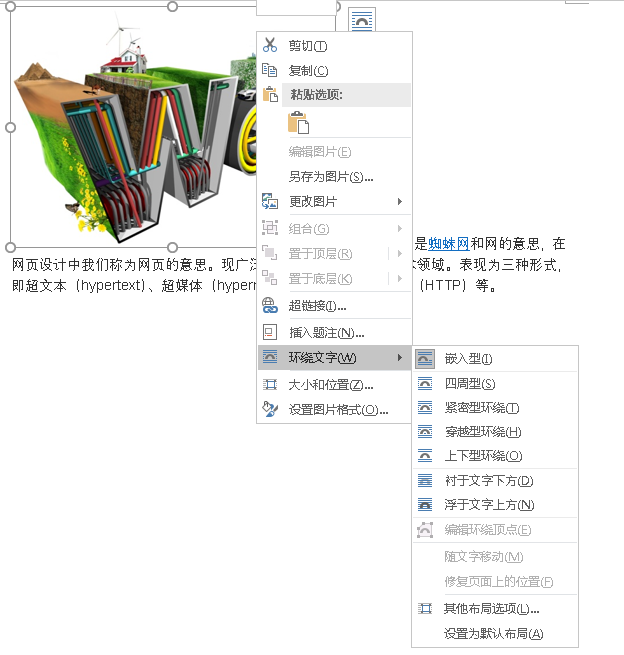 剪切(T)
复制(C)
粘贴选项:
编辑图片(E)
另存为图片(S)...
更改图片
组合(G)
置于顶层(R)
置于底层(K)
超链接(I)...
插入题注(N)...
环绕文字(W)
大小和位置(Z)...
设置图片格式(O)...
是蜘蛛网和网的意思，在
网页设计中我们称为网页的意思。现广泛 本领域。表现为三种形式，
即超文本（hypertext）、超媒体（hyper （HTTP）等。
嵌入型(I)
四周型(S)
紧密型环绕(T)
穿越型环绕(H)
上下型环绕(O)
衬于文字下方(D)
浮于文字上方(N)
编辑环绕顶点(E)
随文字移动(M)
修复页面上的位置(F)
其他布局选项(L)...
设置为默认布局(A)